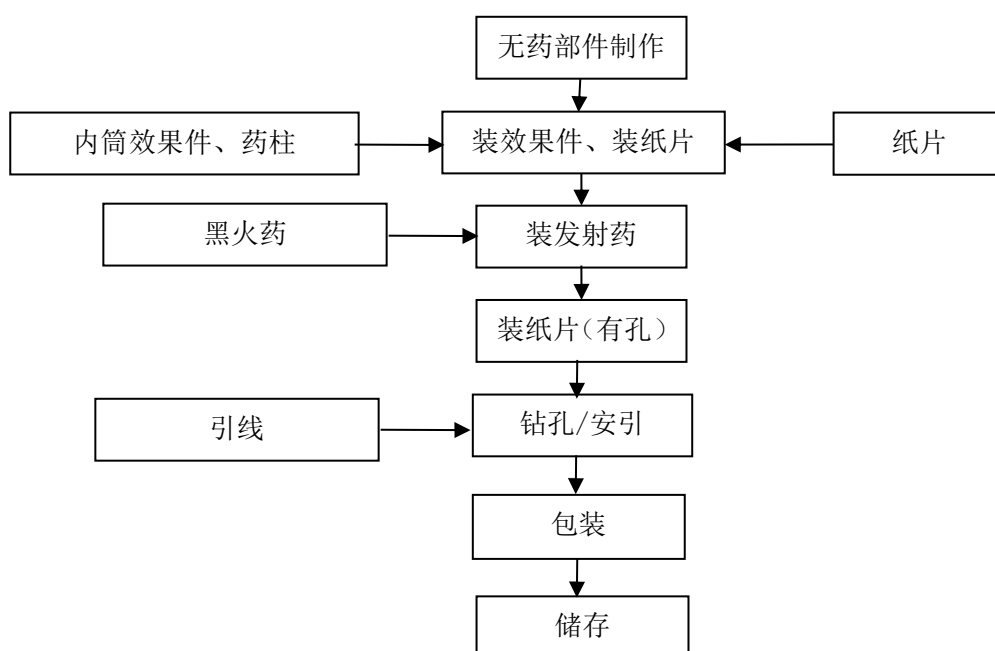 无药部件制作
内筒效果件、药柱
装效果件、装纸片
纸片
黑火药
装发射药
装纸片（有孔）
引线
钻孔/安引
包装
储存